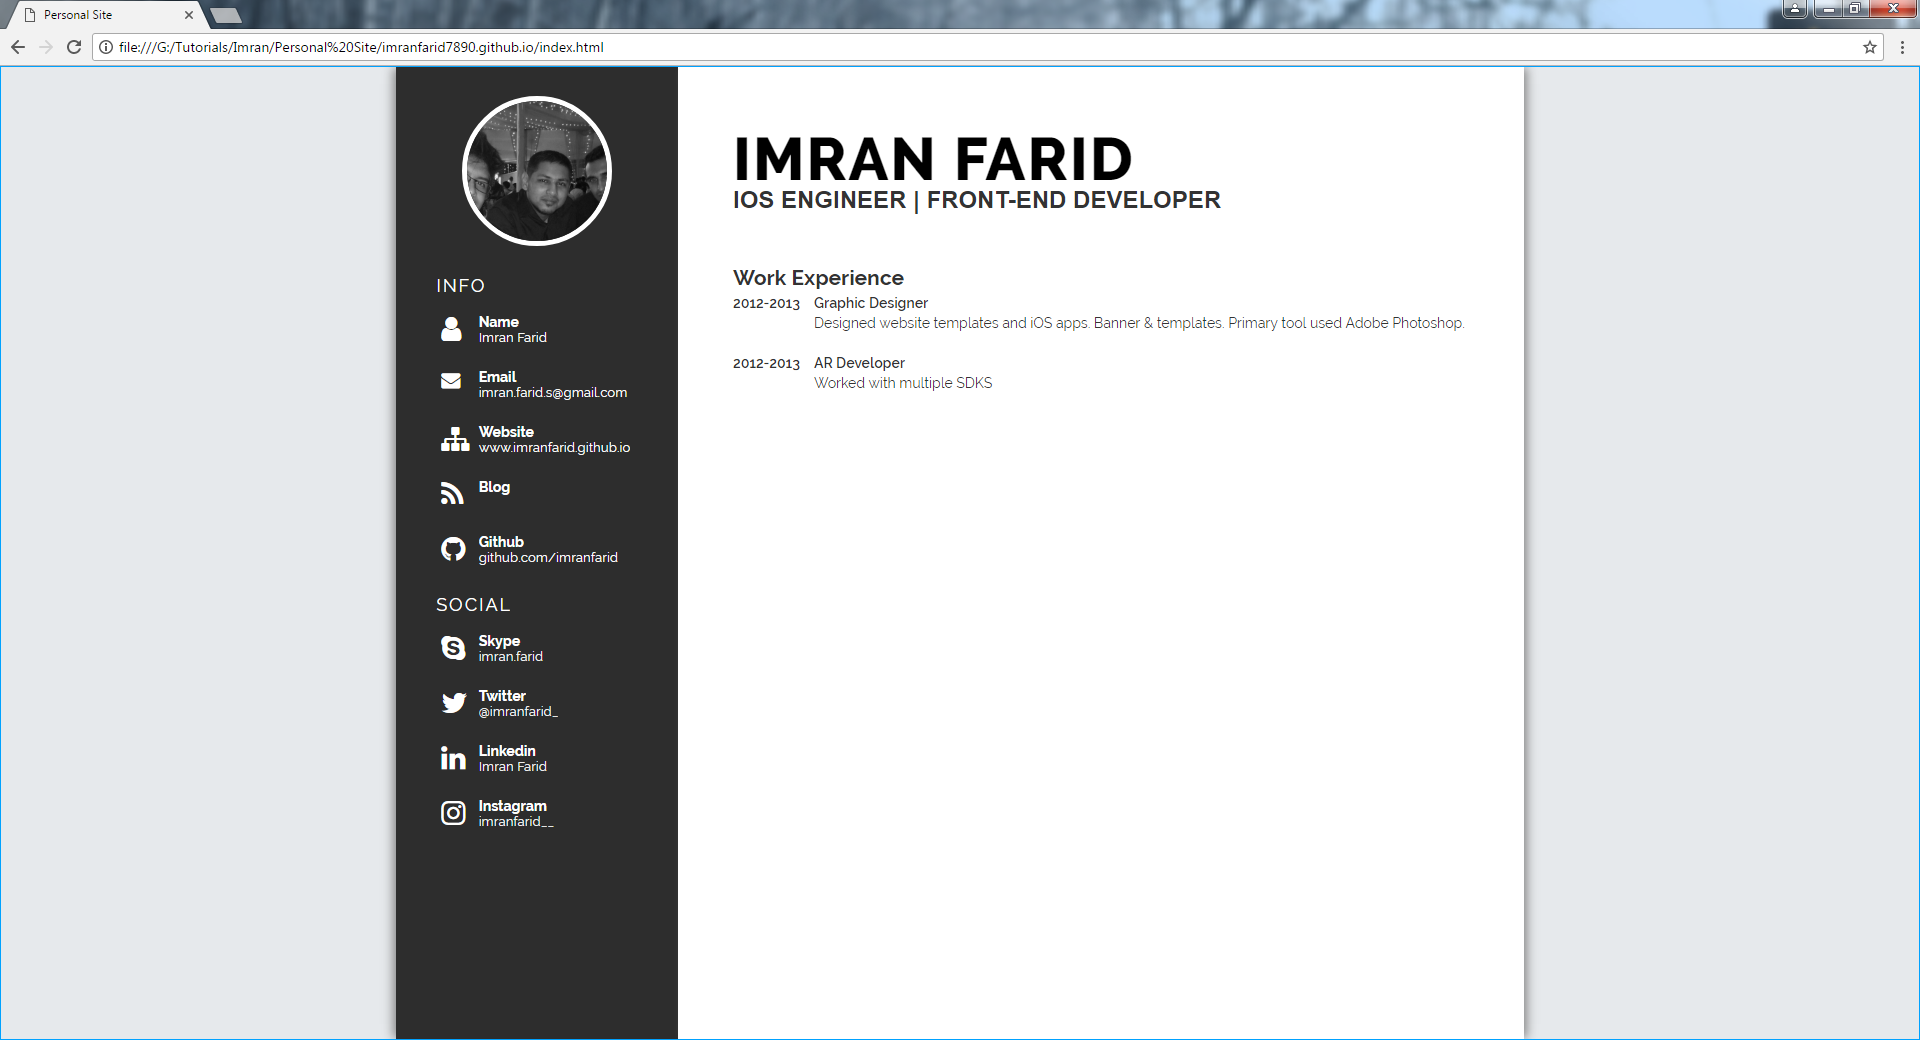 Personal Site
file:///G:/Tutorials/Imran/Personal%20Site/imranfarid7890.github.io/index.html
INFO
Name
Imran Farid
Email
imran.farid.s@gmail.com
Website
www.imranfarid.github.io
Blog
Github
github.com/imranfarid
SOCIAL
Skype
imran.farid
Twitter
@imranfarid_
Linkedin
Imran Farid
Instagram
imranfarid__
IMRAN FARID
IOS ENGINEER | FRONT-END DEVELOPER
Work Experience
2012-2013 Graphic Designer
Designed website templates and iOS apps. Banner & templates. Primary tool used Adobe Photoshop.
2012-2013 AR Developer
Worked with multiple SDKS